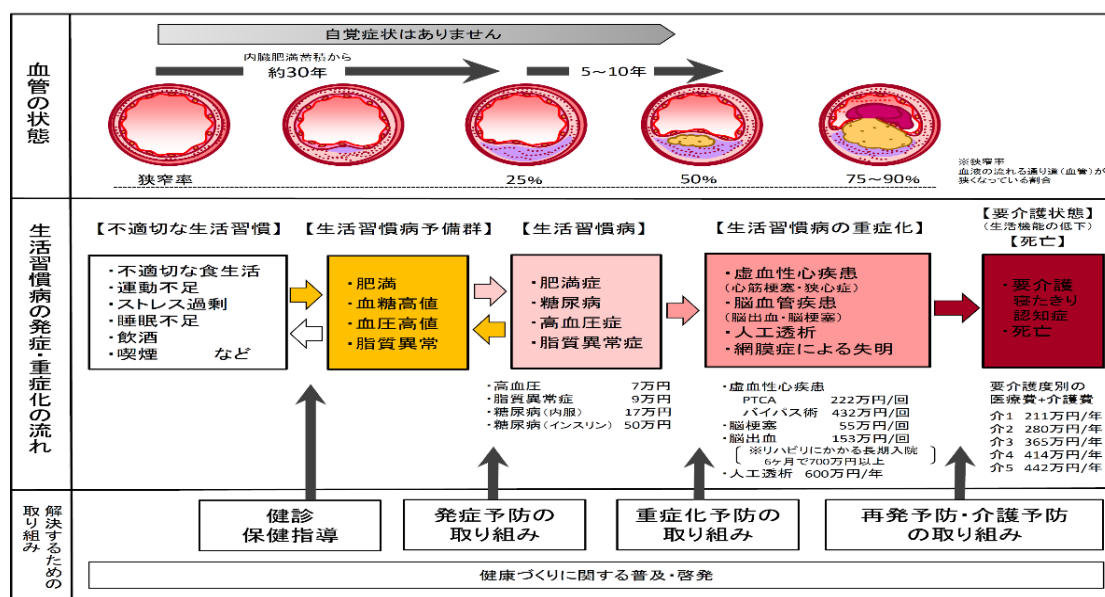 血管の状態
自覚症状はありません
内臓肥満蓄積から
約30年
5～10年
狭窄率
25%
50%
75～90%
※狭窄率
血液の流れる通り道(血管)が
狭くなっている割合
生活習慣病の発症・重症化の流れ
【不適切な生活習慣】
・不適切な食生活
・運動不足
・ストレス過剰
・睡眠不足
・飲酒
・喫煙 など
【生活習慣病予備群】
・肥満
・血糖高値
・血圧高値
・脂質異常
【生活習慣病】
・肥満症
・糖尿病
・高血圧症
・脂質異常症
・高血圧 7万円
・脂質異常症 9万円
・糖尿病(内服) 17万円
・糖尿病(インスリン) 50万円
【生活習慣病の重症化】
・虚血性心疾患
(心筋梗塞・狭心症)
・脳血管疾患
(脳出血・脳梗塞)
・人工透析
・網膜症による失明
・虚血性心疾患
PTCA 222万円/回
バイパス術 432万円/回
・脳梗塞 55万円/回
・脳出血 153万円/回
※リハビリにかかる長期入院
6ヶ月で700万円以上
・人工透析 600万円/年
【要介護状態】
(生活機能の低下)
【死亡】
・要介護
寝たきり
認知症
・死亡
要介護度別の
医療費+介護費
介1 211万円/年
介2 280万円/年
介3 365万円/年
介4 414万円/年
介5 442万円/年
解決するための
取り組み
健診
保健指導
発症予防の
取り組み
重症化予防の
取り組み
再発予防・介護予防
の取り組み
健康づくりに関する普及・啓発